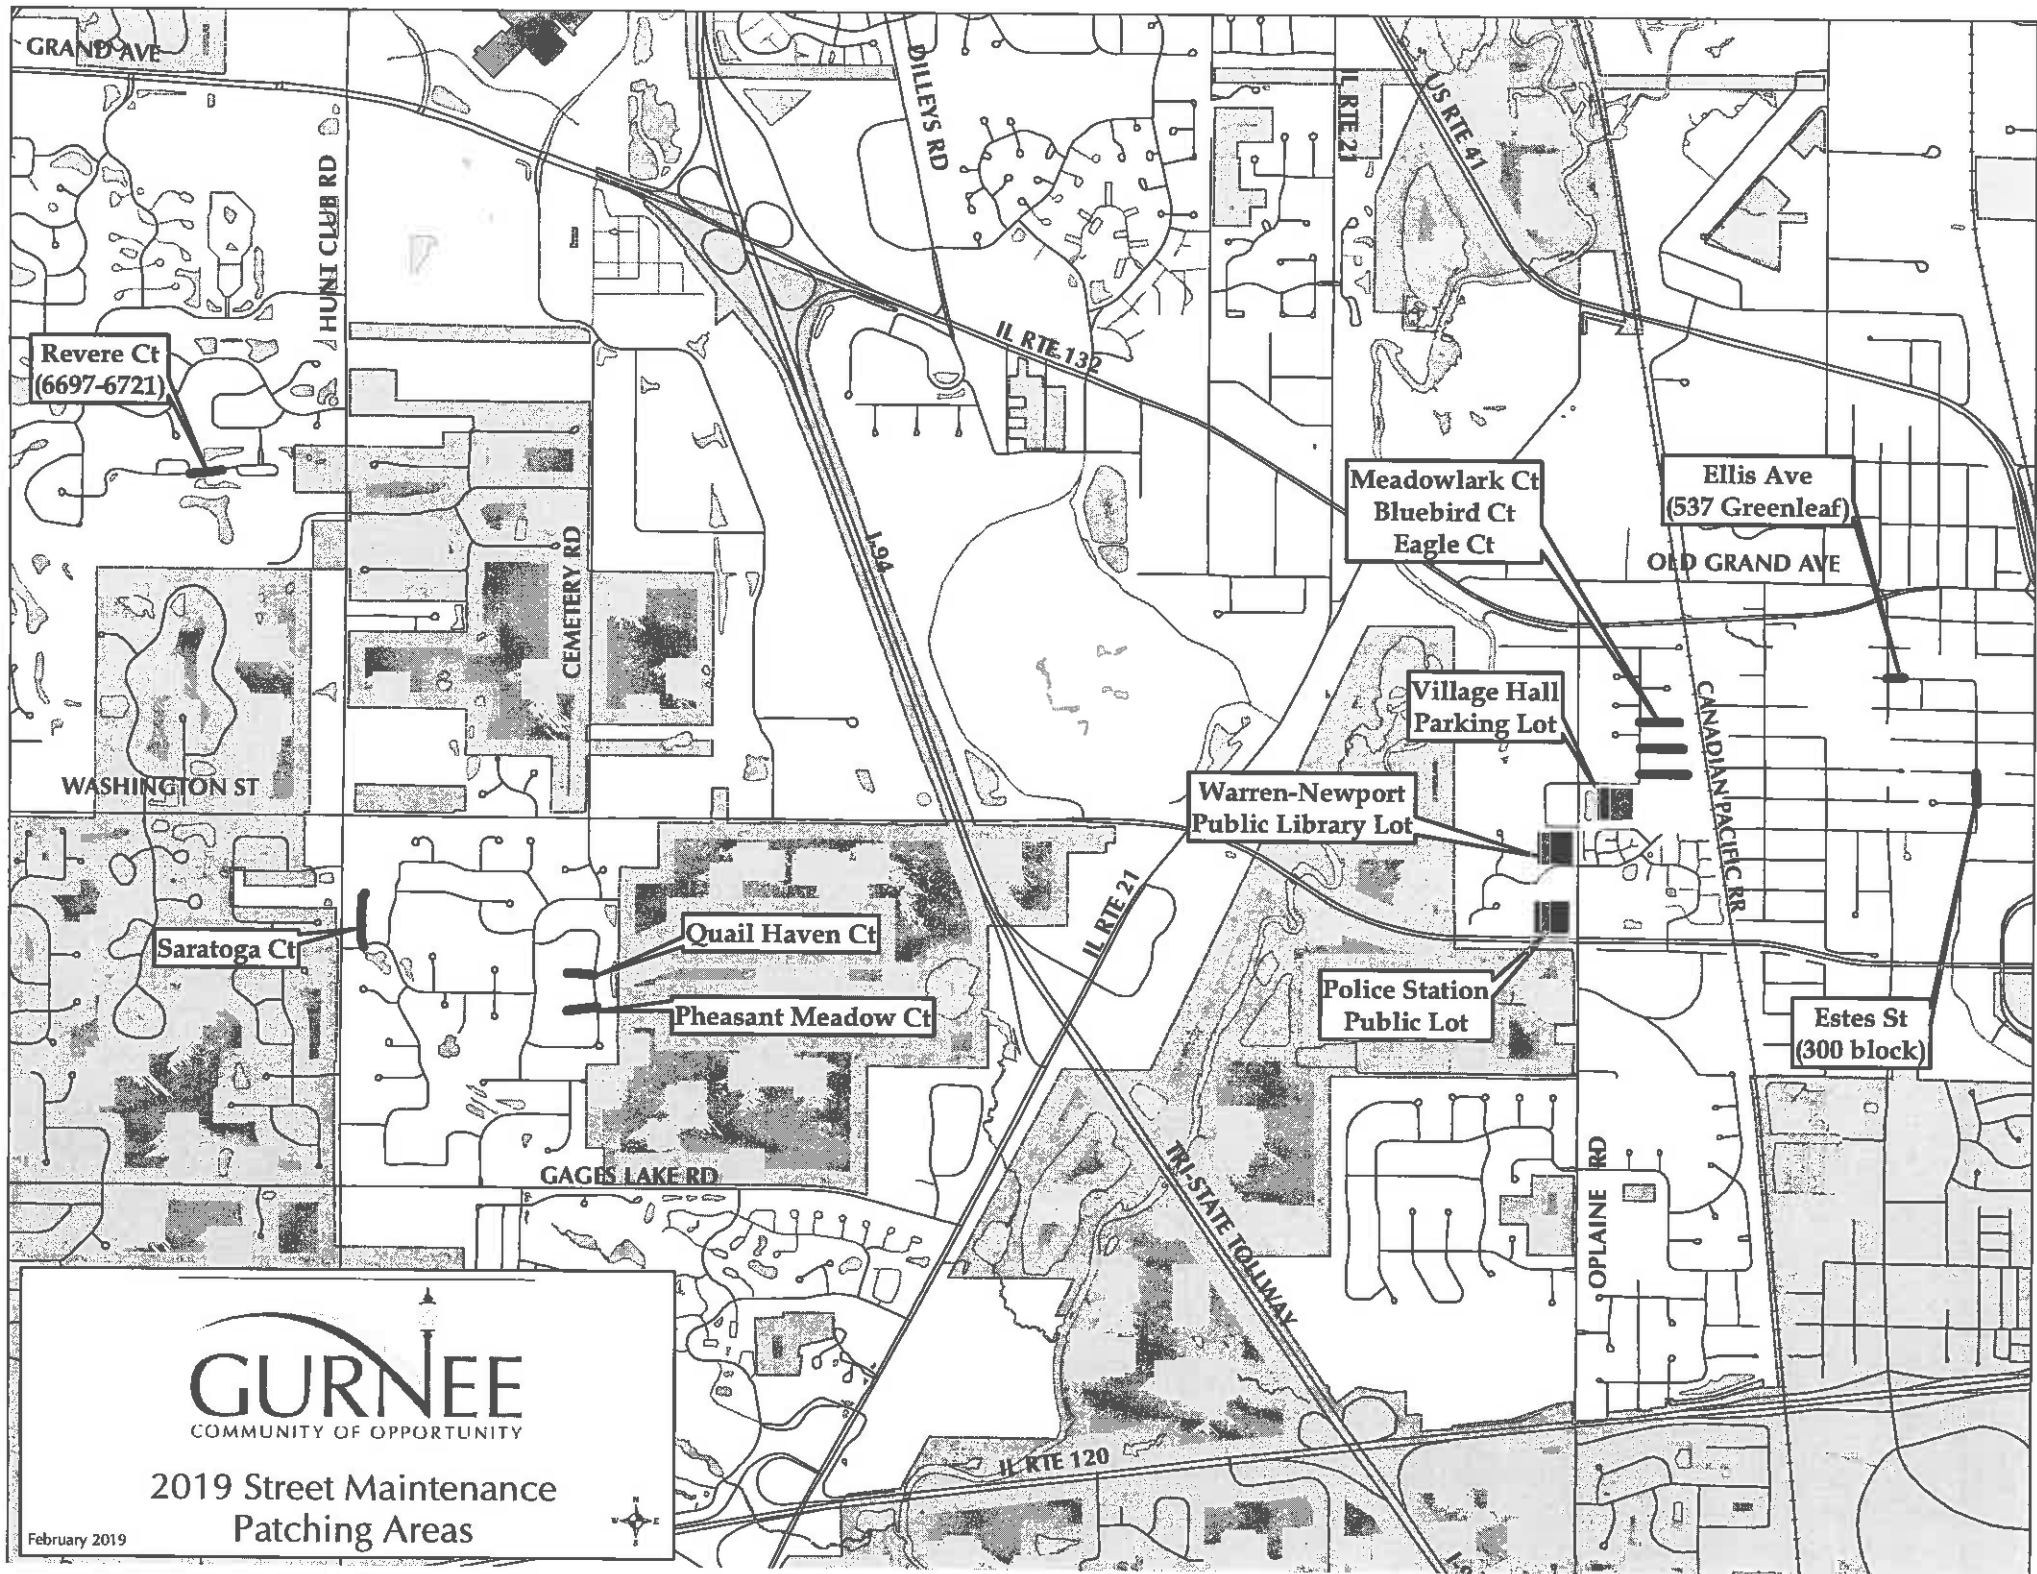 GRAND AVE
HUNT CLUB RD
DILLEYS RD
IL RTE 21
US RTE 41
IL RTE 132
Revere Ct
(6697-6721)
Meadowlark Ct
Bluebird Ct
Eagle Ct
Ellis Ave
(537 Greenleaf)
OLD GRAND AVE
I-94
CEMETERY RD
Village Hall
Parking Lot
CANADIAN PACIFIC RR
WASHINGTON ST
Warren-Newport
Public Library Lot
IL RTE 21
Saratoga Ct
Quail Haven Ct
Pheasant Meadow Ct
Police Station
Public Lot
Estes St
(300 block)
GAGES LAKE RD
TRI-STATE TOLLWAY
OPLAINE RD
IL RTE 120
GURNEE
COMMUNITY OF OPPORTUNITY
2019 Street Maintenance
Patching Areas
February 2019
N
W E
S